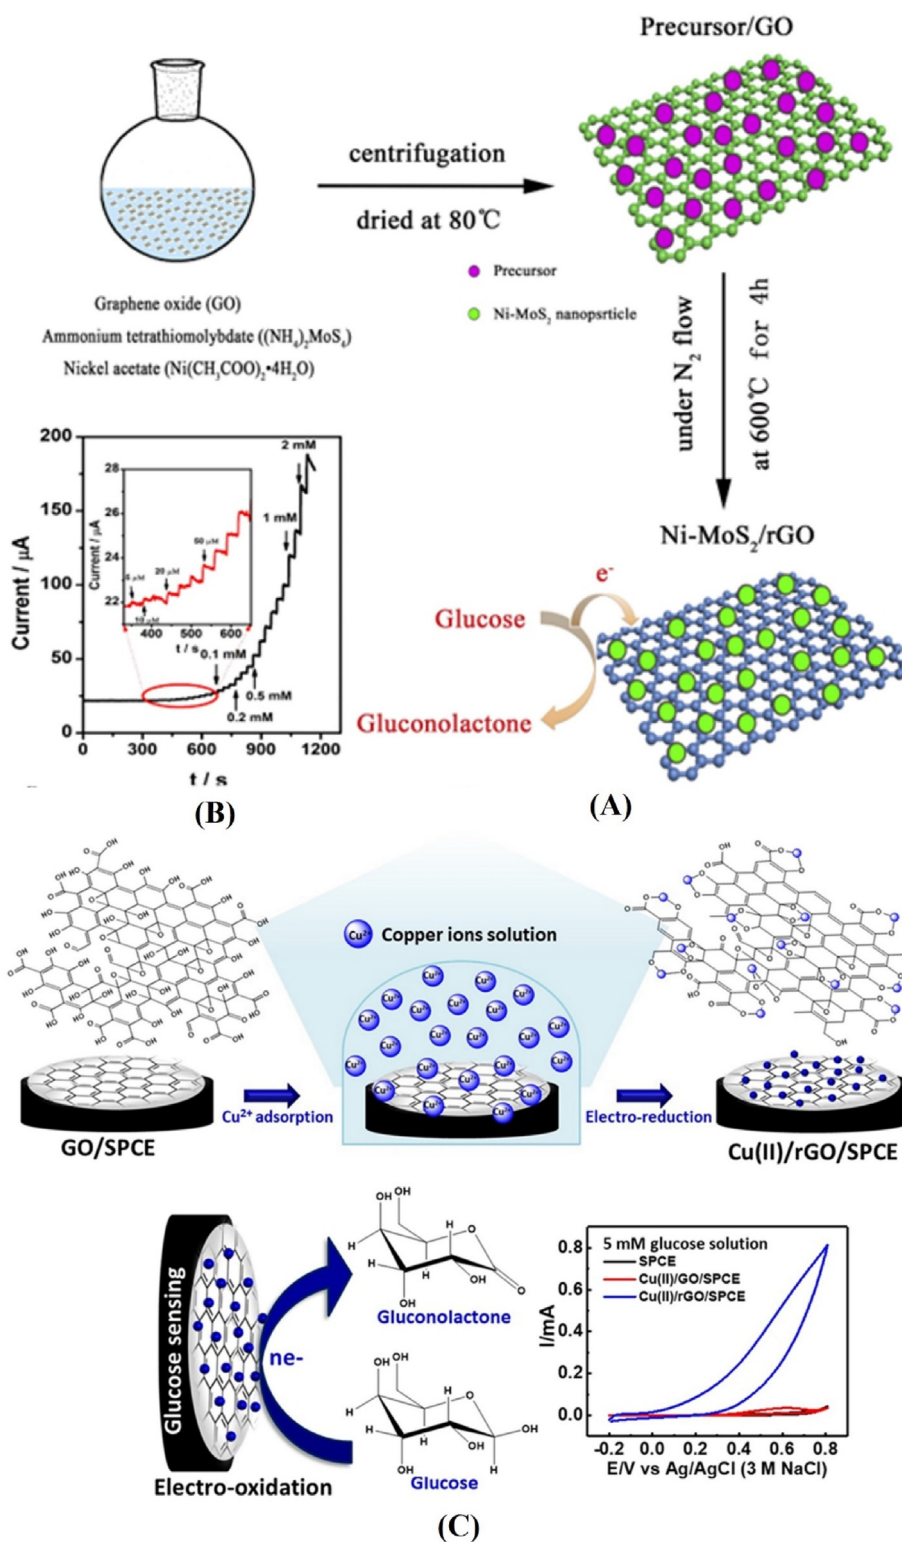 Precursor/GO
centrifugation
dried at 80℃
Precursor
Ni-MoS₂ nanopsrticle
Graphene oxide (GO)
Ammonium tetrathiomolybdate ((NH₄)₂MoS₄)
Nickel acetate (Ni(CH₃COO)₂•4H₂O)
under N₂ flow
at 600℃ for 4h
Ni-MoS₂/rGO
e⁻
Glucose
Gluconolactone
200
150
100
50
0
Current / μA
0 300 600 900 1200
t / s
2 mM
1 mM
0.1 mM
0.5 mM
0.2 mM
28
26
24
22
Current / μA
400 500 600
t / s
5 μM
10 μM
20 μM
50 μM
(B)
(A)
Cu²⁺ Copper ions solution
GO/SPCE
Cu²⁺ adsorption
Electro-reduction
Cu(II)/rGO/SPCE
Glucose sensing
ne-
Electro-oxidation
Gluconolactone
Glucose
5 mM glucose solution
SPCE
Cu(II)/GO/SPCE
Cu(II)/rGO/SPCE
0.8
0.6
0.4
0.2
0.0
I/mA
-0.2 0.0 0.2 0.4 0.6 0.8
E/V vs Ag/AgCl (3 M NaCl)
(C)